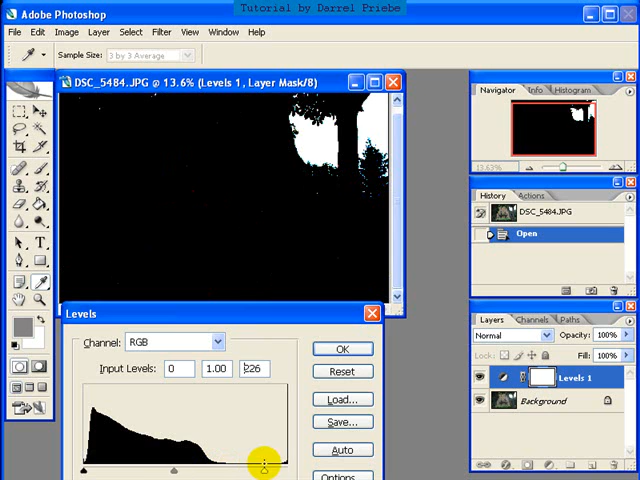 Tutorial by Darrel Priebe
Adobe Photoshop
File Edit Image Layer Select Filter View Window Help
Sample Size: 3 by 3 Average
DSC_5484.JPG @ 13.6% (Levels 1, Layer Mask/8)
Navigator Info Histogram
13.63%
History Actions
DSC_5484.JPG
Open
Levels
Channel: RGB
Input Levels: 0 1.00 226
OK
Reset
Load...
Save...
Auto
Options...
Layers Channels Paths
Normal Opacity: 100%
Lock: Fill: 100%
Levels 1
Background